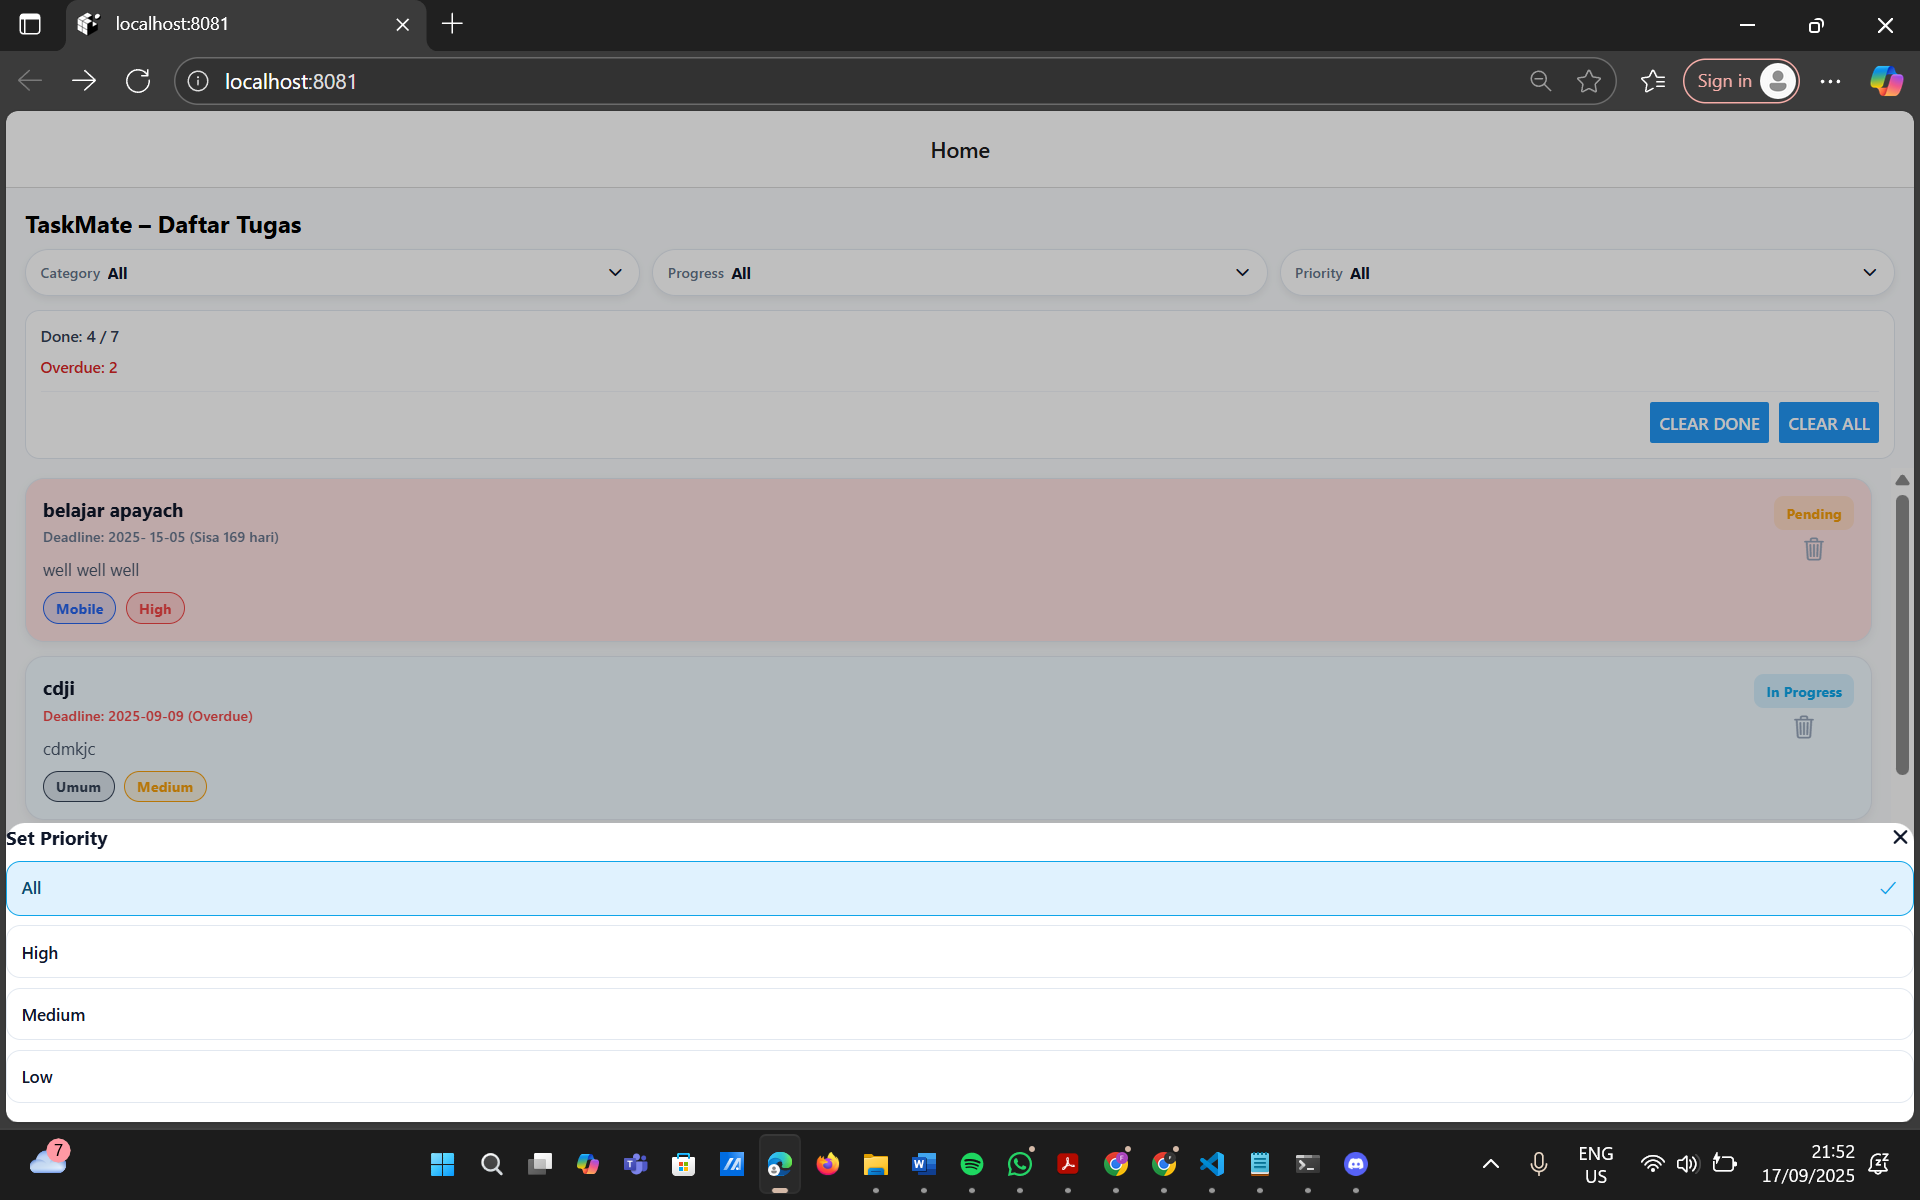 localhost:8081
localhost:8081
Sign in
Home
TaskMate – Daftar Tugas
Category All
Progress All
Priority All
Done: 4 / 7
Overdue: 2
CLEAR DONE
CLEAR ALL
belajar apayach
Pending
Deadline: 2025- 15-05 (Sisa 169 hari)
well well well
Mobile
High
cdji
In Progress
Deadline: 2025-09-09 (Overdue)
cdmkjc
Umum
Medium
Set Priority
All
High
Medium
Low
7
ENG
US
21:52
17/09/2025